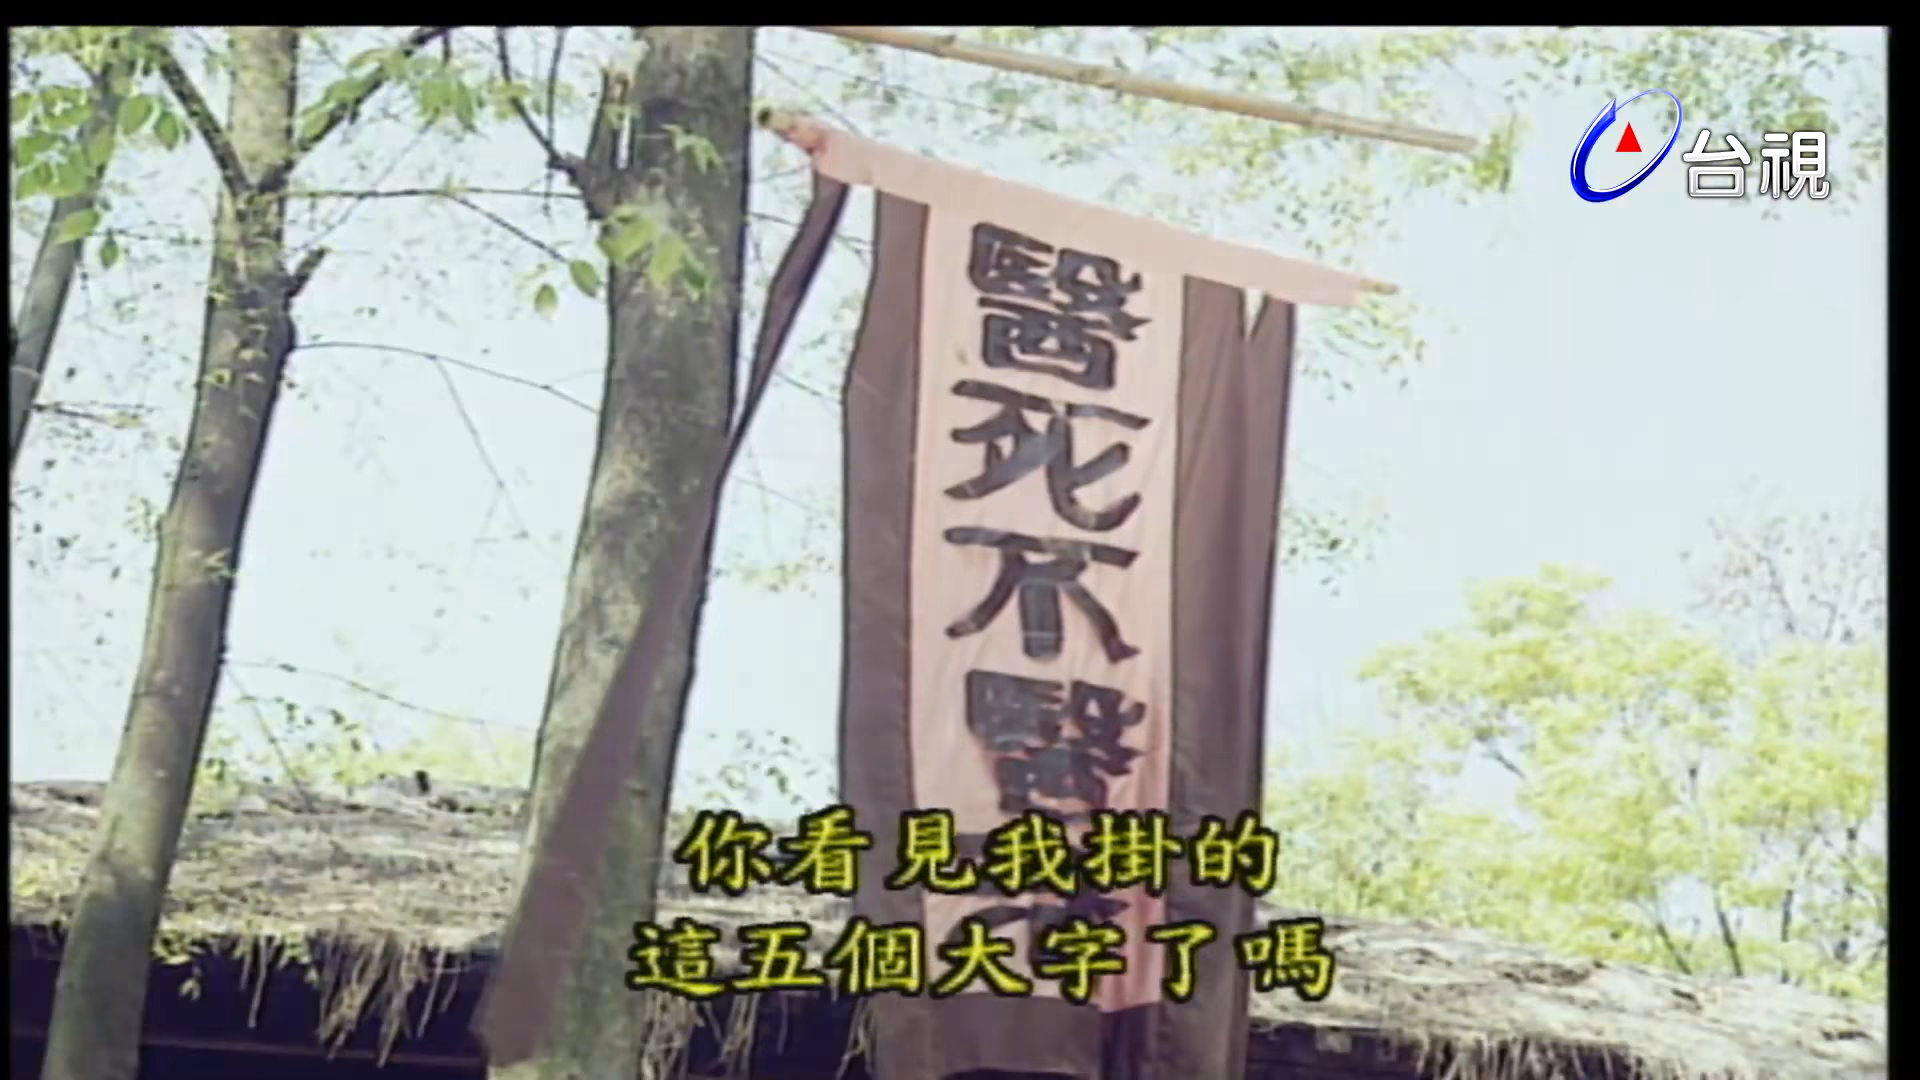 台視
醫死不醫
你看見我掛的
這五個大字了嗎